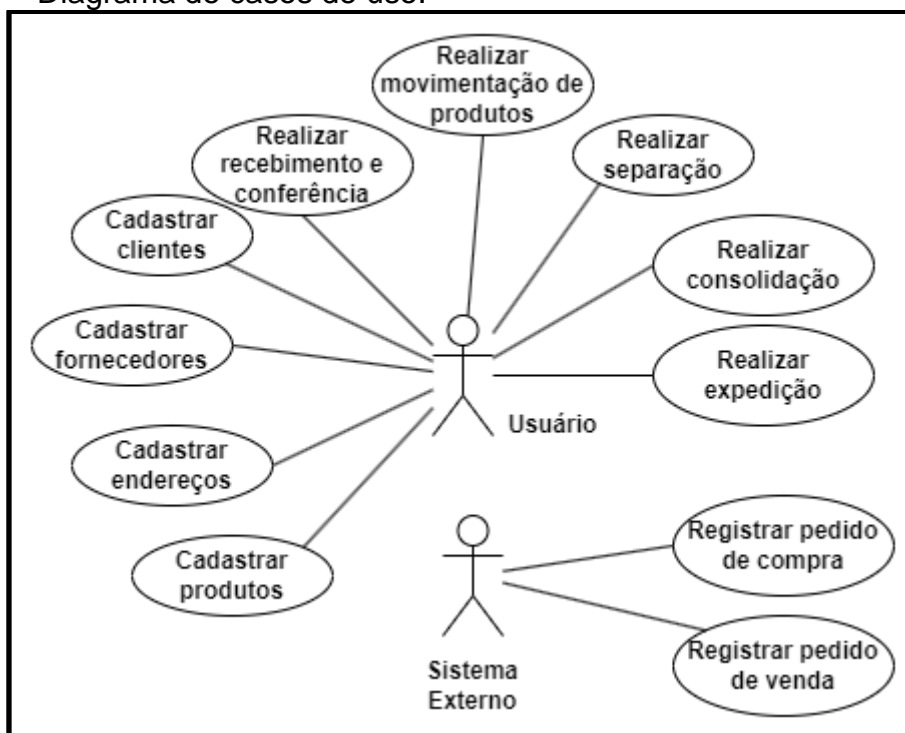 Diagrama de casos de uso:
Realizar
movimentação de
produtos
Realizar
recebimento e
conferência
Realizar
separação
Cadastrar
clientes
Realizar
consolidação
Cadastrar
fornecedores
Realizar
expedição
Usuário
Cadastrar
endereços
Cadastrar
produtos
Registrar pedido
de compra
Registrar pedido
de venda
Sistema
Externo